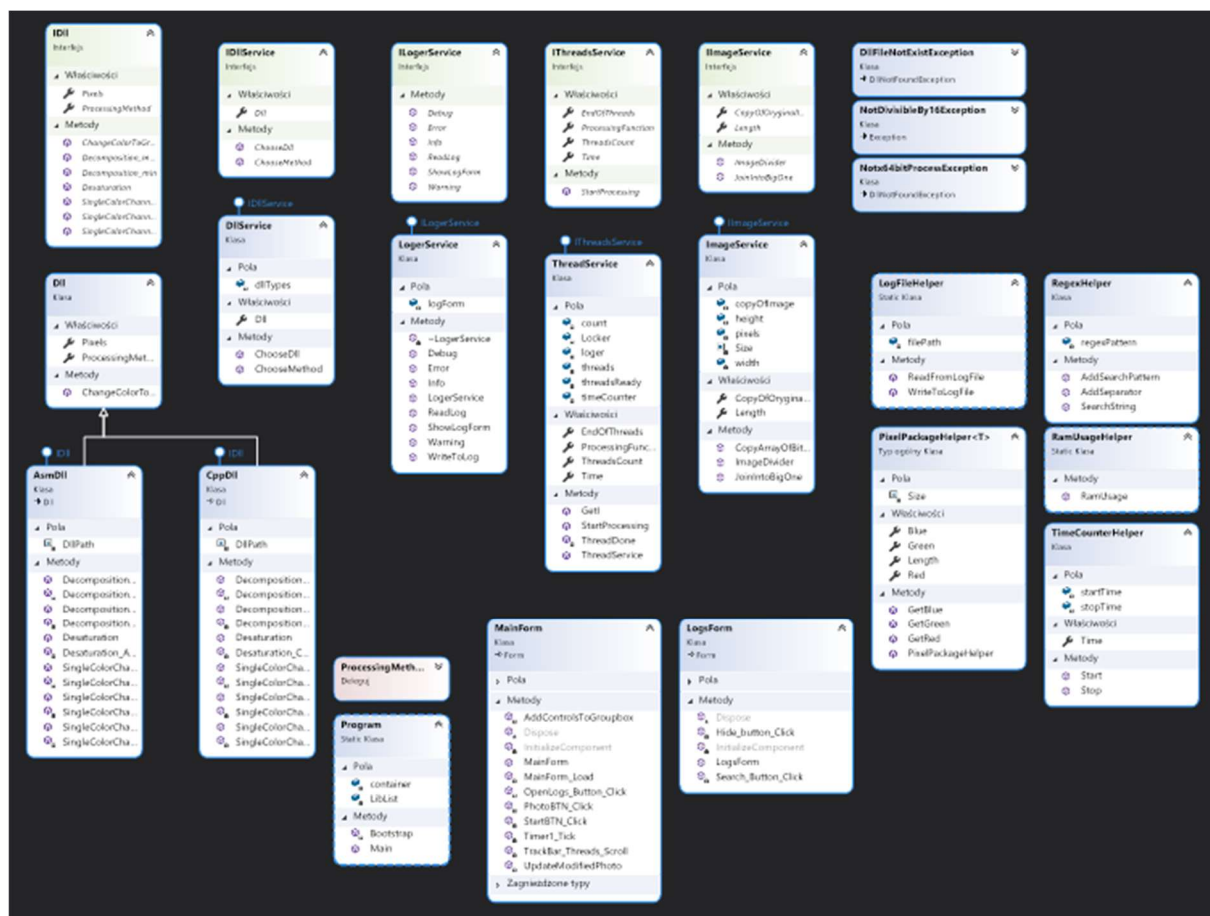 IDll
Interfejs
Właściwości
Pixels
ProcessingMethod
Metody
ChangeColorToGr...
Decomposition_m...
Decomposition_min
Desaturation
SingleColorChann...
SingleColorChann...
SingleColorChann...
IDllService
Interfejs
Właściwości
Dll
Metody
ChooseDll
ChooseMethod
ILogerService
Interfejs
Metody
Debug
Error
Info
ReadLog
ShowLogForm
Warning
IThreadsService
Interfejs
Właściwości
EndOfThreads
ProcessingFunction
ThreadsCount
Time
Metody
StartProcessing
IImageService
Interfejs
Właściwości
CopyOfOryginal...
Length
Metody
ImageDivider
JoinIntoBigOne
DllFileNotExistException
Klasa
DllNotFoundException
NotDivisibleBy16Exception
Klasa
Exception
Notx64bitProcessException
Klasa
DllNotFoundException
Dll
Klasa
Właściwości
Pixels
ProcessingMet...
Metody
ChangeColorTo...
IDllService
DllService
Klasa
Pola
dllTypes
Właściwości
Dll
Metody
ChooseDll
ChooseMethod
ILogerService
LogerService
Klasa
Pola
logForm
Metody
~LogerService
Debug
Error
Info
LogerService
ReadLog
ShowLogForm
Warning
WriteToLog
IThreadsService
ThreadService
Klasa
Pola
count
Locker
loger
threads
threadsReady
timeCounter
Właściwości
EndOfThreads
ProcessingFunc...
ThreadsCount
Time
Metody
GetI
StartProcessing
ThreadDone
ThreadService
IImageService
ImageService
Klasa
Pola
copyOfImage
height
pixels
Size
width
Właściwości
CopyOfOrygina...
Length
Metody
CopyArrayOfBit...
ImageDivider
JoinIntoBigOne
LogFileHelper
Static Klasa
Pola
filePath
Metody
ReadFromLogFile
WriteToLogFile
RegexHelper
Klasa
Pola
regexPattern
Metody
AddSearchPattern
AddSeparator
SearchString
PixelPackageHelper<T>
Typ ogólny Klasa
Pola
Size
Właściwości
Blue
Green
Length
Red
Metody
GetBlue
GetGreen
GetRed
PixelPackageHelper
RamUsageHelper
Static Klasa
Metody
RamUsage
TimeCounterHelper
Klasa
Pola
startTime
stopTime
Właściwości
Time
Metody
Start
Stop
IDll
AsmDll
Klasa
Dll
Pola
DllPath
Metody
Decomposition...
Decomposition...
Decomposition...
Decomposition...
Desaturation
Desaturation_A...
SingleColorCha...
SingleColorCha...
SingleColorCha...
SingleColorCha...
SingleColorCha...
SingleColorCha...
IDll
CppDll
Klasa
Dll
Pola
DllPath
Metody
Decomposition...
Decomposition...
Decomposition...
Decomposition...
Desaturation
Desaturation_C...
SingleColorCha...
SingleColorCha...
SingleColorCha...
SingleColorCha...
SingleColorCha...
SingleColorCha...
ProcessingMeth...
Deleguj
Program
Static Klasa
Pola
container
LibList
Metody
Bootstrap
Main
MainForm
Klasa
Form
Pola
Metody
AddControlsToGroupbox
Dispose
InitializeComponent
MainForm
MainForm_Load
OpenLogs_Button_Click
PhotoBTN_Click
StartBTN_Click
Timer1_Tick
TrackBar_Threads_Scroll
UpdateModifiedPhoto
Zagnieżdżone typy
LogsForm
Klasa
Form
Pola
Metody
Dispose
Hide_button_Click
InitializeComponent
LogsForm
Search_Button_Click